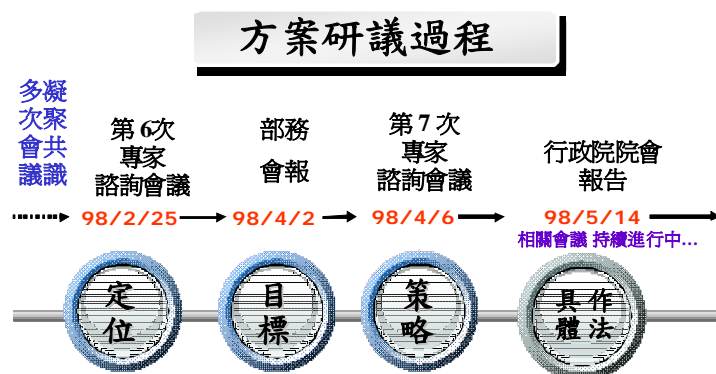 方案研議過程
多次會議
凝聚共識
第 6次
專家
諮詢會議
部務
會報
第 7 次
專家
諮詢會議
行政院院會
報告
98/2/25
98/4/2
98/4/6
98/5/14
相關會議 持續進行中...
定位
目標
策略
具體
作法